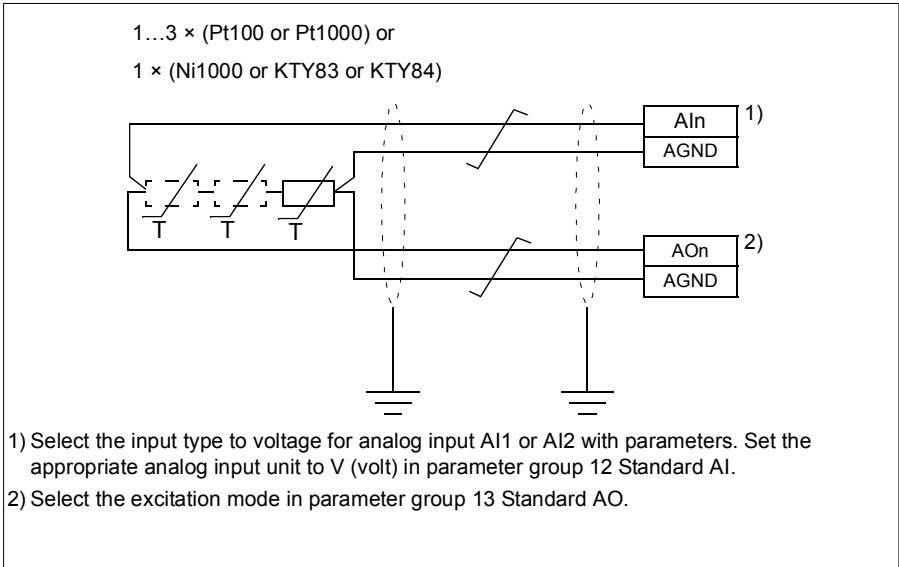 1…3 × (Pt100 or Pt1000) or
1 × (Ni1000 or KTY83 or KTY84)
AIn
1)
AGND
T
T
T
AOn
2)
AGND
1) Select the input type to voltage for analog input AI1 or AI2 with parameters. Set the
appropriate analog input unit to V (volt) in parameter group 12 Standard AI.
2) Select the excitation mode in parameter group 13 Standard AO.